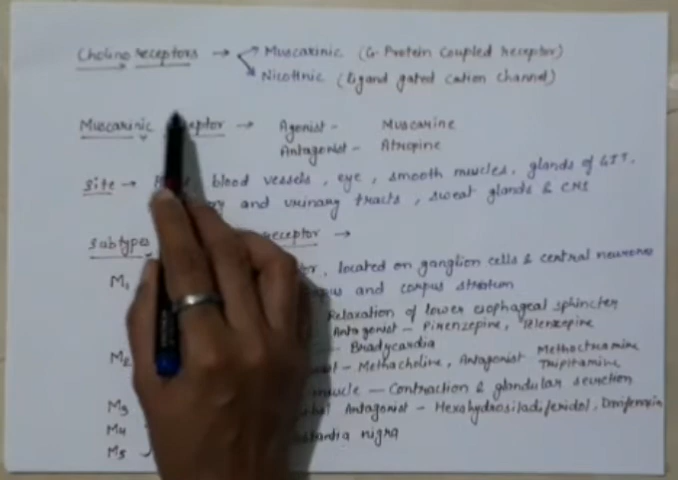 Cholino receptors → Muscarinic (G-Protein Coupled receptor)
Nicotinic (ligand gated cation channel)
Muscarinic receptor → Agonist - Muscarine
Antagonist - Atropine
Site → blood vessels, eye, smooth muscles, glands of GIT,
and urinary tracts, sweat glands & CNS
Subtypes receptor →
M1 located on ganglion cells & central neurones
and corpus striatum
Relaxation of lower esophageal sphincter
Antagonist - Pirenzepine, Telenzepine
M2 - Bradycardia
- Methacholine, Antagonist Methoctramine
Tripitamine
M3 muscle - Contraction & glandular secretion
Antagonist - Hexahydrosiladifenidol, Darifenacin
M4 nigra
M5